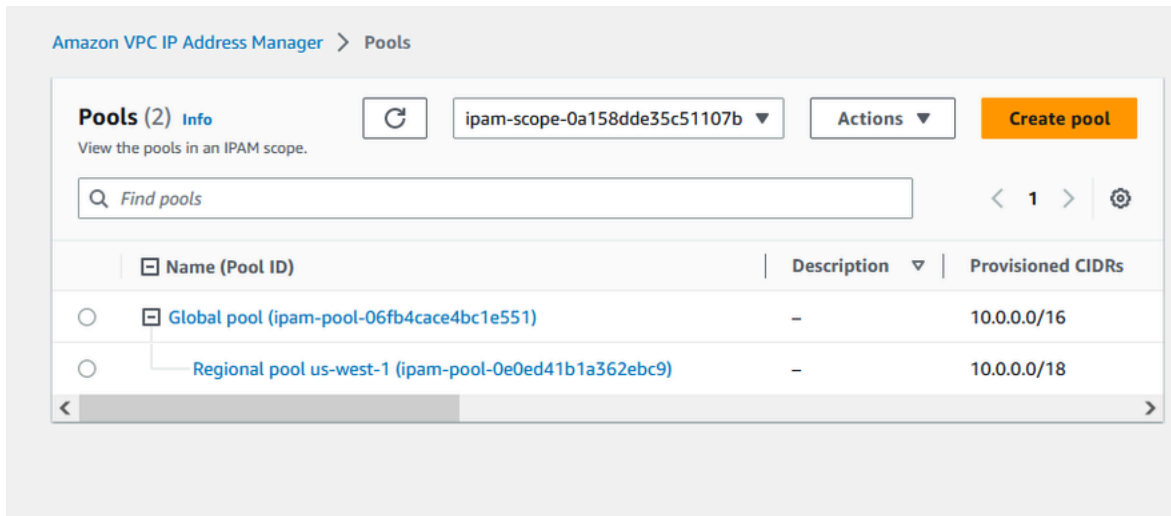 Amazon VPC IP Address Manager > Pools
Pools (2) Info
ipam-scope-0a158dde35c51107b
Actions
Create pool
View the pools in an IPAM scope.
Find pools
1
Name (Pool ID)
Description
Provisioned CIDRs
Global pool (ipam-pool-06fb4cace4bc1e551)
–
10.0.0.0/16
Regional pool us-west-1 (ipam-pool-0e0ed41b1a362ebc9)
–
10.0.0.0/18